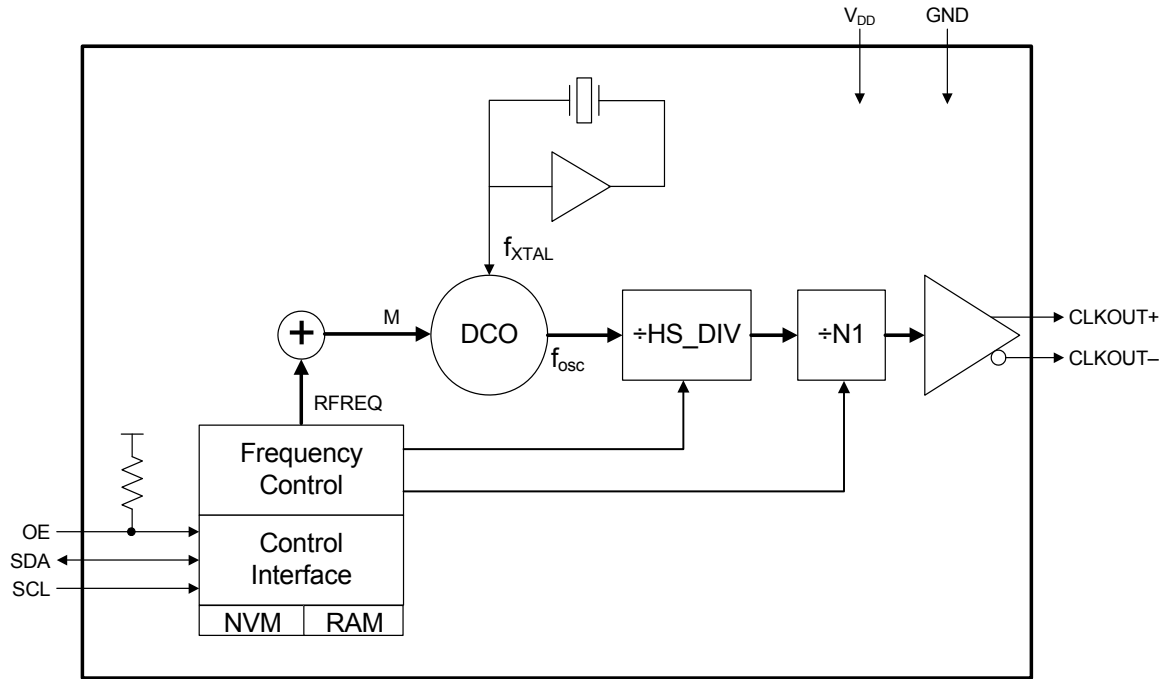 VDD
GND
fXTAL
M
DCO
fosc
÷HS_DIV
÷N1
CLKOUT+
CLKOUT–
+
RFREQ
Frequency
Control
OE
SDA
SCL
Control
Interface
NVM
RAM